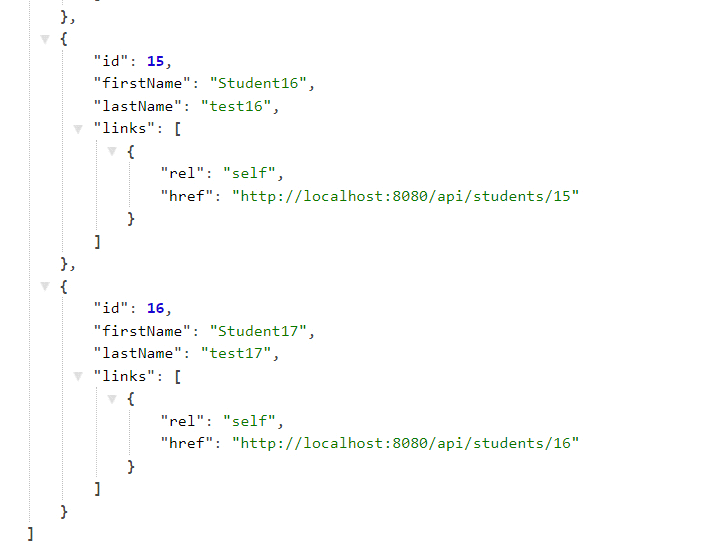 },
{
"id": 15,
"firstName": "Student16",
"lastName": "test16",
"links": [
{
"rel": "self",
"href": "http://localhost:8080/api/students/15"
}
]
},
{
"id": 16,
"firstName": "Student17",
"lastName": "test17",
"links": [
{
"rel": "self",
"href": "http://localhost:8080/api/students/16"
}
]
}
]